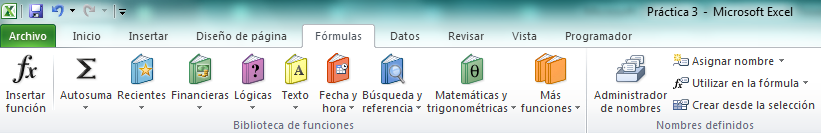 Práctica 3 - Microsoft Excel
Archivo Inicio Insertar Diseño de página Fórmulas Datos Revisar Vista Programador
fx
Insertar función
Σ
Autosuma
Recientes
Financieras
?
Lógicas
A
Texto
Fecha y hora
Búsqueda y referencia
θ
Matemáticas y trigonométricas
Más funciones
Biblioteca de funciones
Administrador de nombres
Asignar nombre
fx Utilizar en la fórmula
Crear desde la selección
Nombres definidos